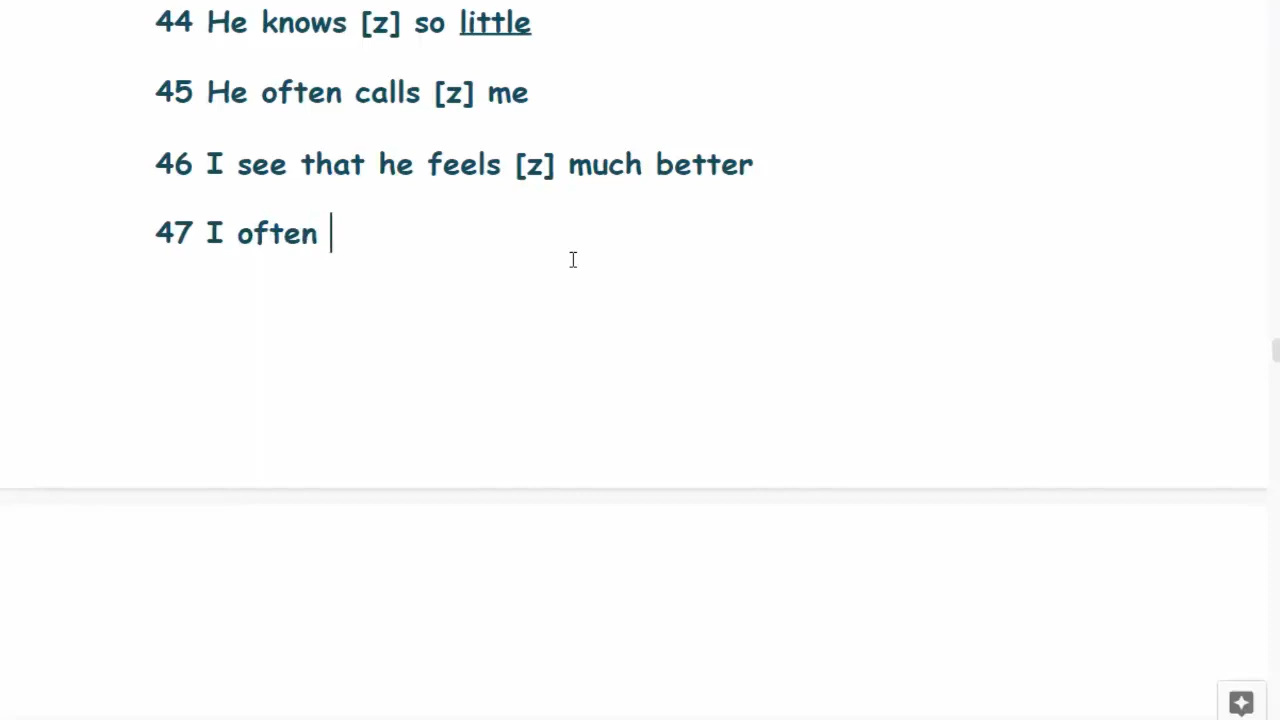 44 He knows [z] so little
45 He often calls [z] me
46 I see that he feels [z] much better
47 I often